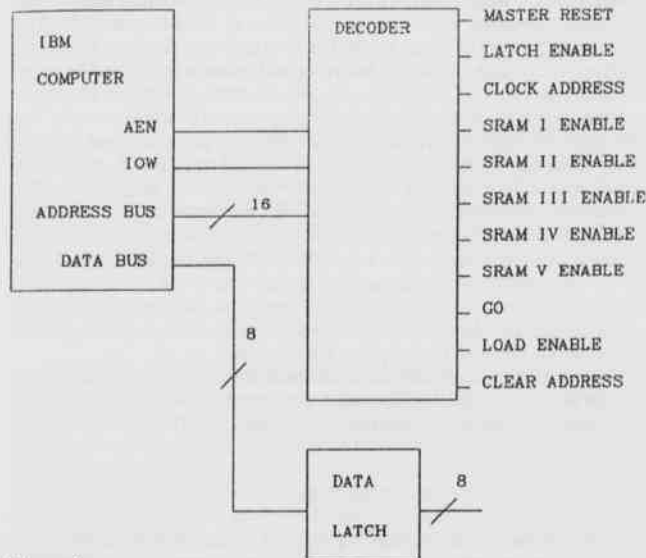 IBM
COMPUTER
AEN
IOW
ADDRESS BUS
DATA BUS
16
8
DECODER
MASTER RESET
LATCH ENABLE
CLOCK ADDRESS
SRAM I ENABLE
SRAM II ENABLE
SRAM III ENABLE
SRAM IV ENABLE
SRAM V ENABLE
GO
LOAD ENABLE
CLEAR ADDRESS
DATA
LATCH
8